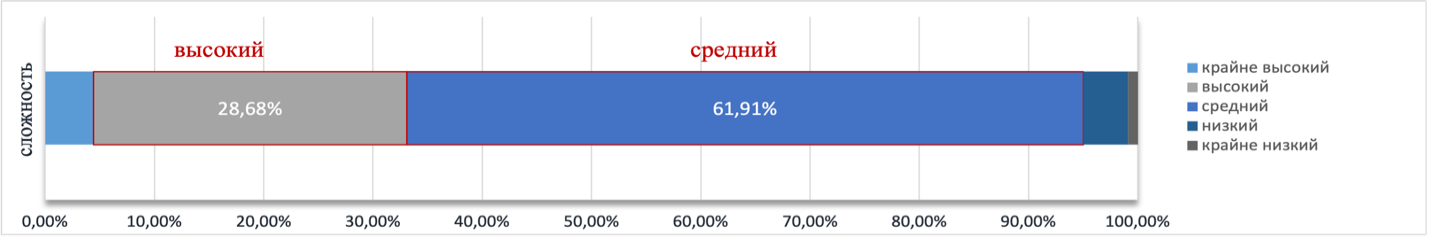 высокий
средний
сложность
28,68%
61,91%
крайне высокий
высокий
средний
низкий
крайне низкий
0,00% 10,00% 20,00% 30,00% 40,00% 50,00% 60,00% 70,00% 80,00% 90,00% 100,00%